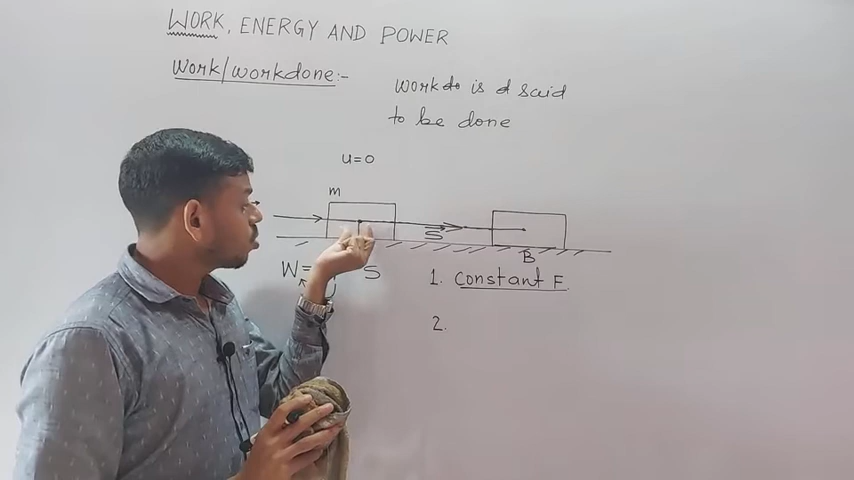 WORK, ENERGY AND POWER
Work/workdone:-
workdo is d said
to be done
u=0
m
S
B
W= S
1. Constant F.
2.